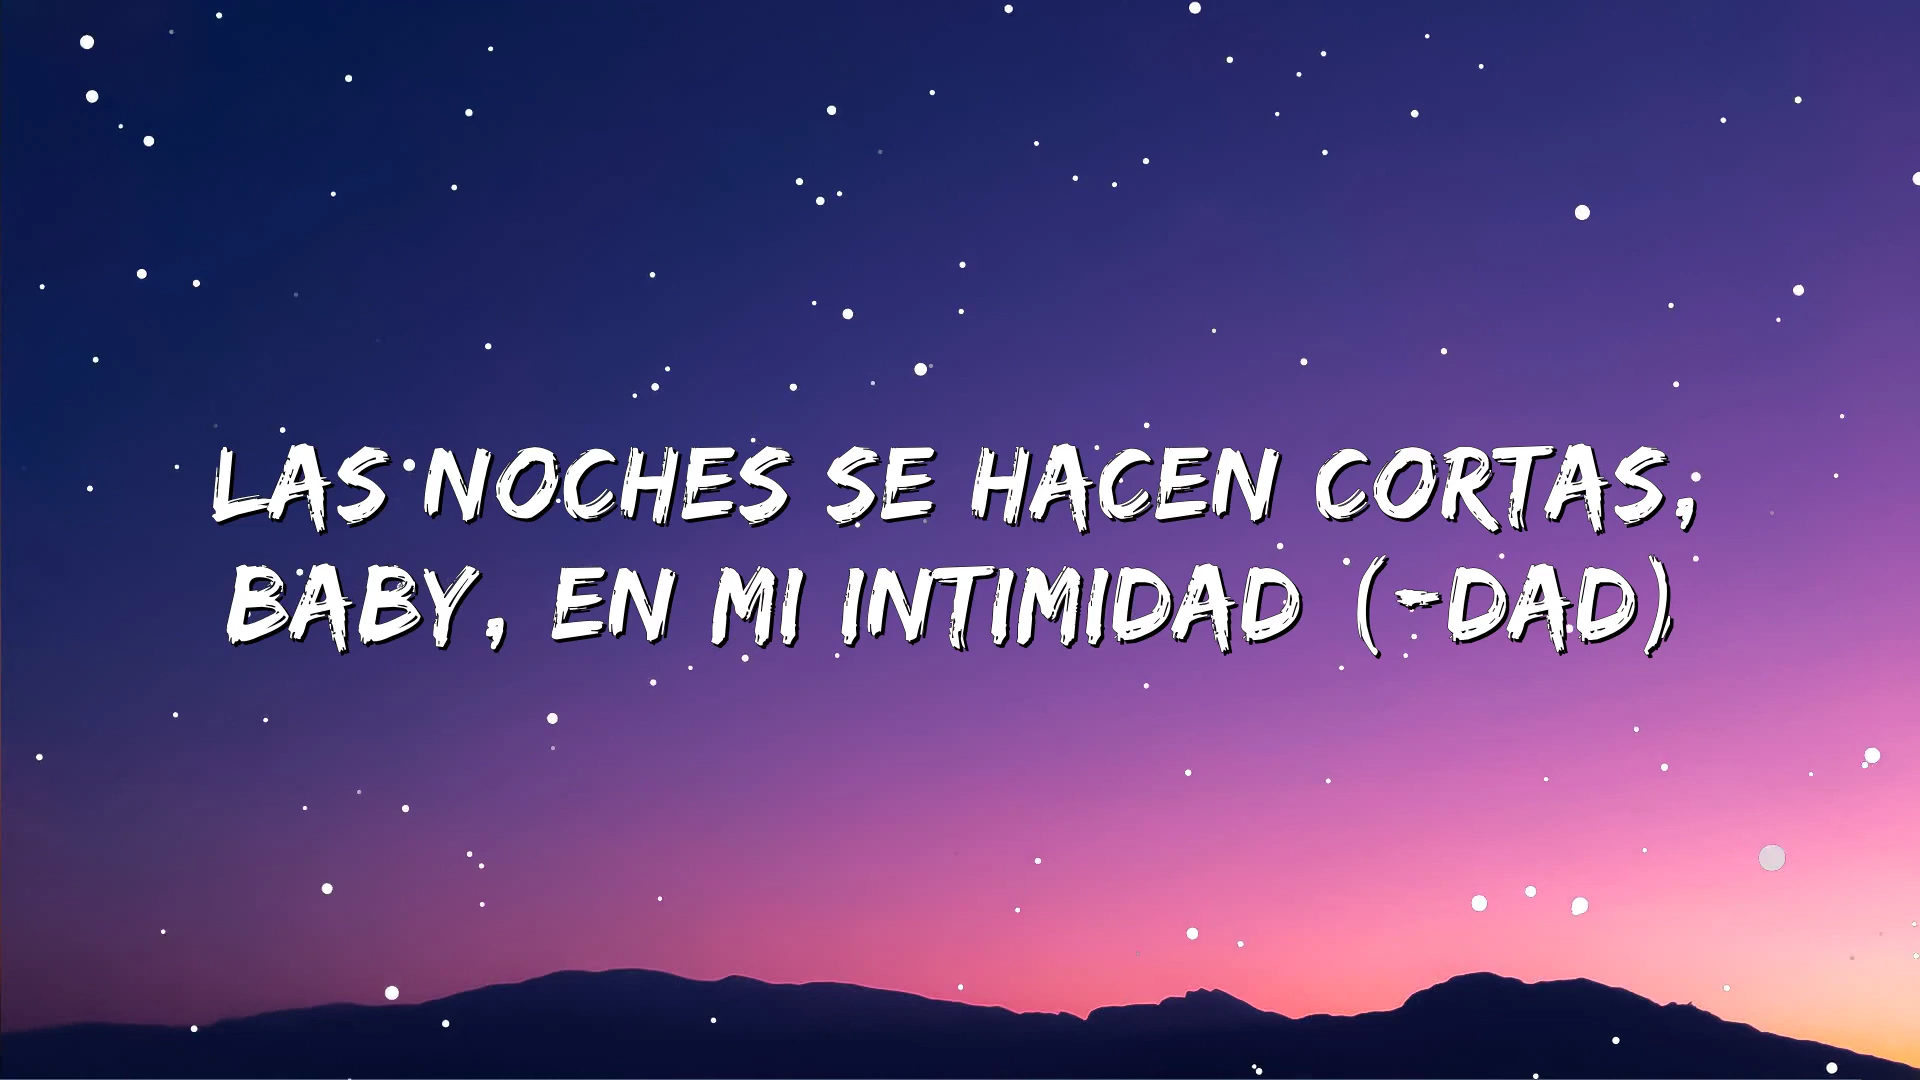 LAS NOCHES SE HACEN CORTAS,
BABY, EN MI INTIMIDAD (-DAD)